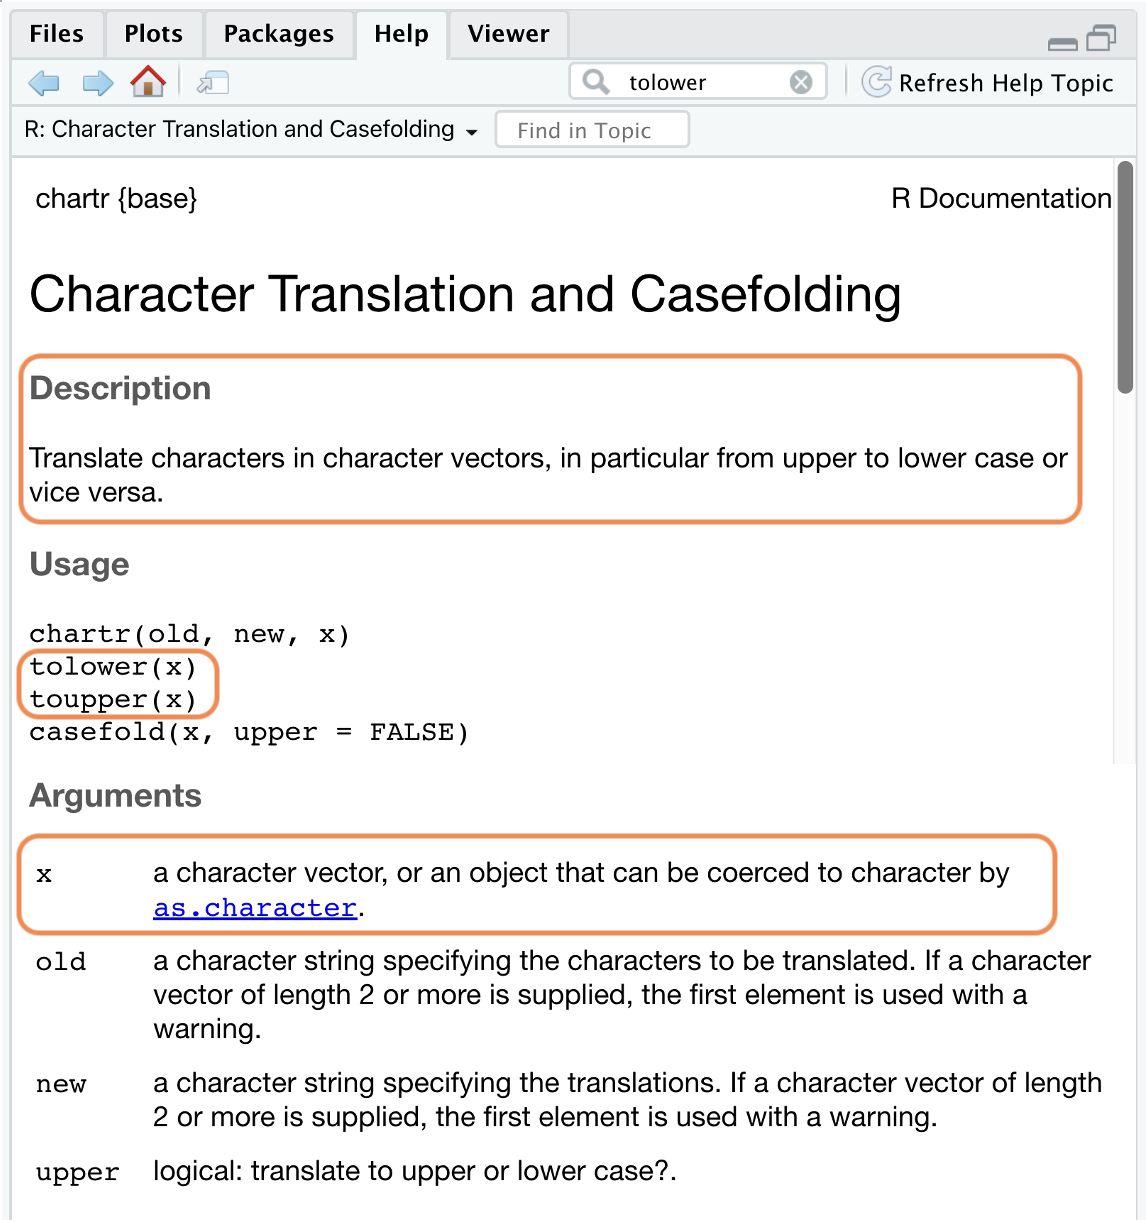 Files Plots Packages Help Viewer
tolower Refresh Help Topic
R: Character Translation and Casefolding Find in Topic
chartr {base} R Documentation
Character Translation and Casefolding
Description
Translate characters in character vectors, in particular from upper to lower case or
vice versa.
Usage
chartr(old, new, x)
tolower(x)
toupper(x)
casefold(x, upper = FALSE)
Arguments
x a character vector, or an object that can be coerced to character by
as.character.
old a character string specifying the characters to be translated. If a character
vector of length 2 or more is supplied, the first element is used with a
warning.
new a character string specifying the translations. If a character vector of length
2 or more is supplied, the first element is used with a warning.
upper logical: translate to upper or lower case?.